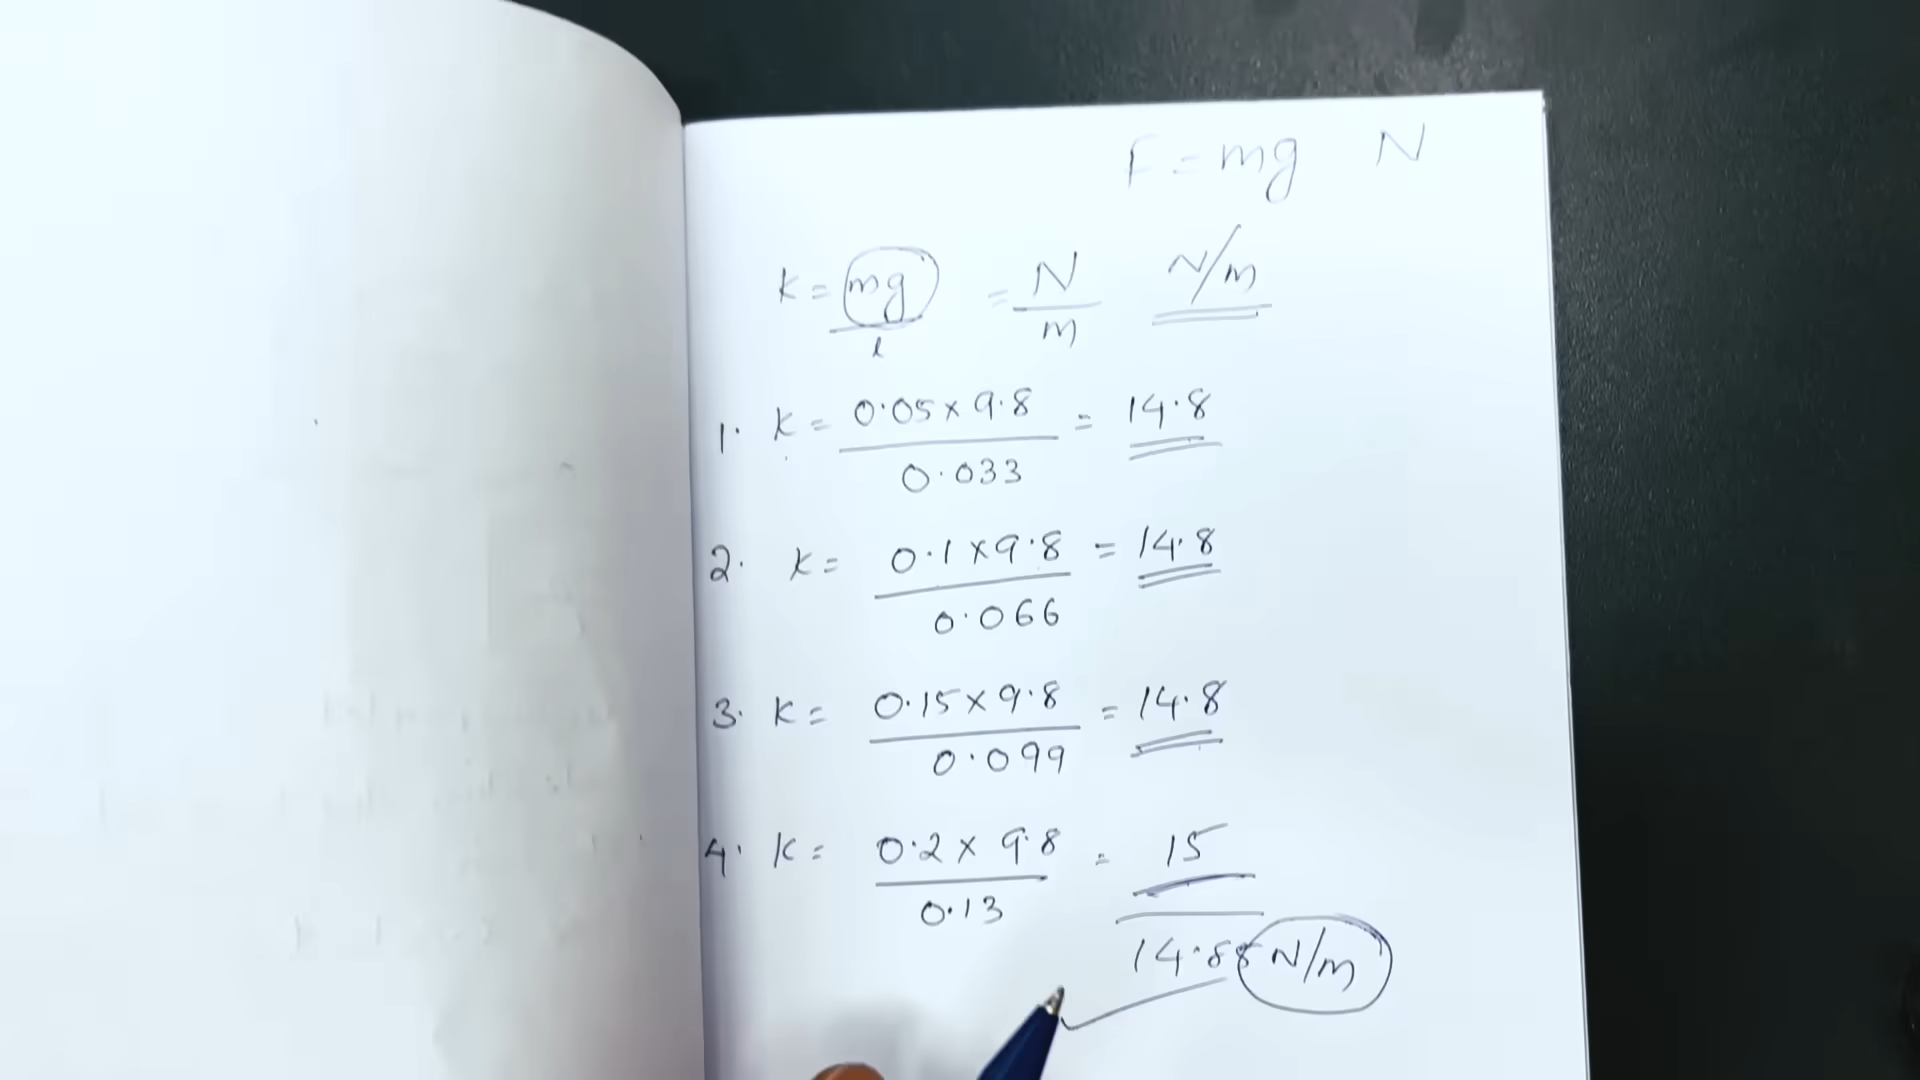 F = mg N
K = mg / l = N / m N/m
1. K = 0.05 x 9.8 / 0.033 = 14.8
2. K = 0.1 x 9.8 / 0.066 = 14.8
3. K = 0.15 x 9.8 / 0.099 = 14.8
4. K = 0.2 x 9.8 / 0.13 = 15
14.88 N/m